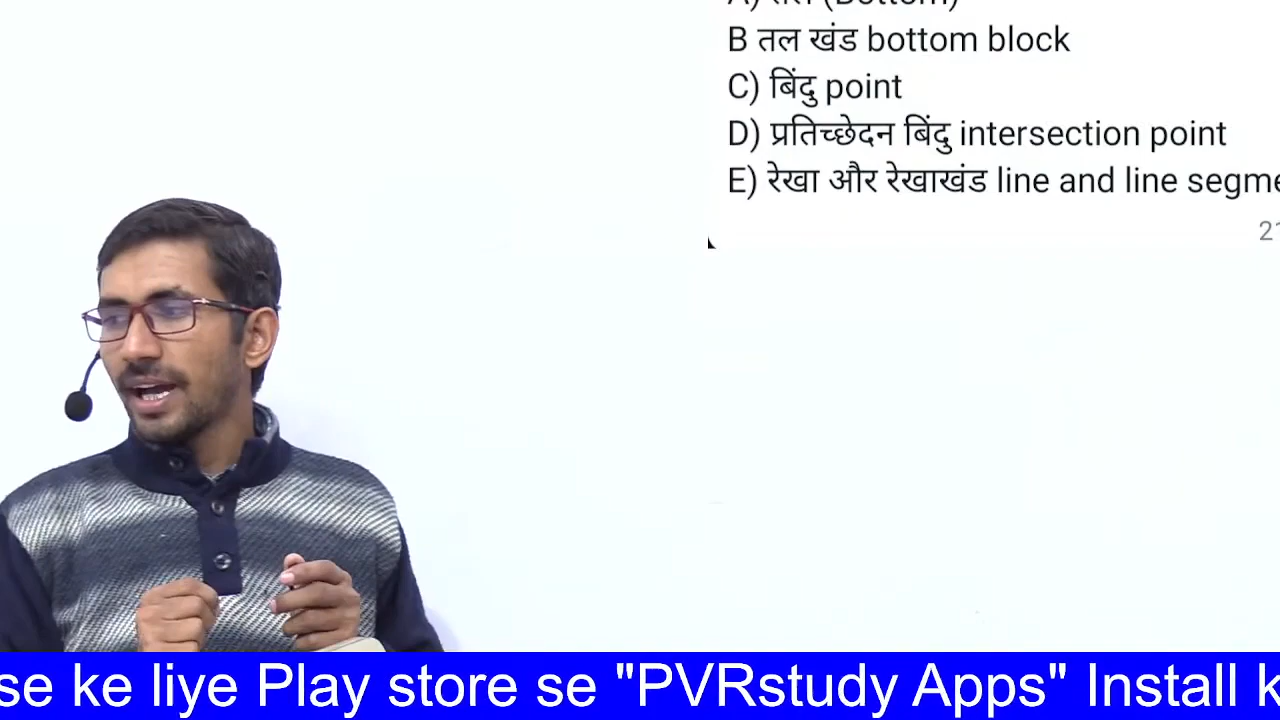 B तल खंड bottom block
C) बिंदु point
D) प्रतिच्छेदन बिंदु intersection point
E) रेखा और रेखाखंड line and line
se ke liye Play store se "PVRstudy Apps" Install